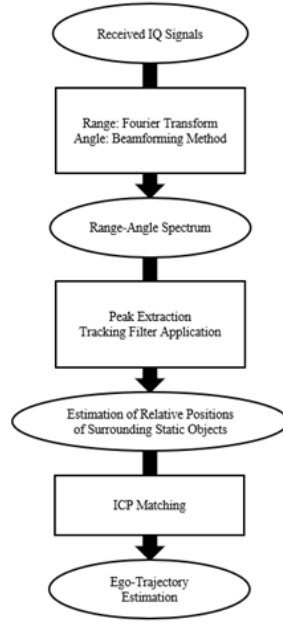 Received IQ Signals
Range: Fourier Transform
Angle: Beamforming Method
Range-Angle Spectrum
Peak Extraction
Tracking Filter Application
Estimation of Relative Positions
of Surrounding Static Objects
ICP Matching
Ego-Trajectory
Estimation